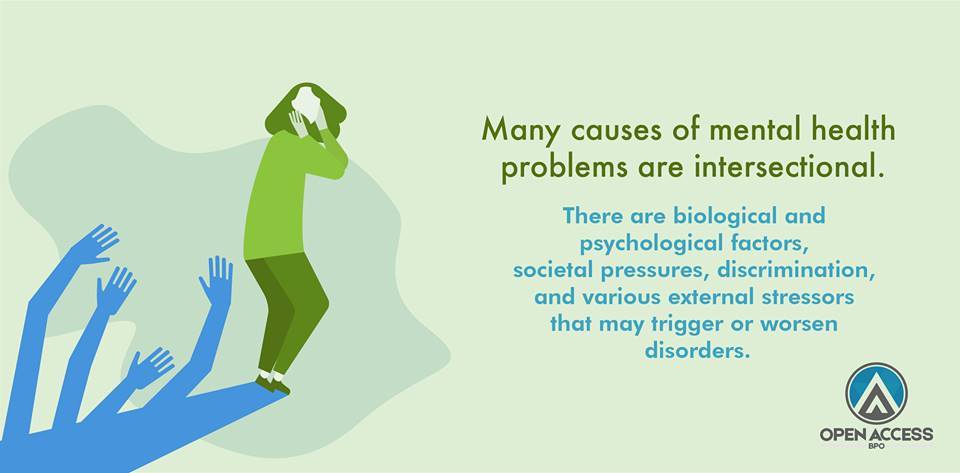 Many causes of mental health
problems are intersectional.
There are biological and
psychological factors,
societal pressures, discrimination,
and various external stressors
that may trigger or worsen
disorders.
OPEN ACCESS
BPO